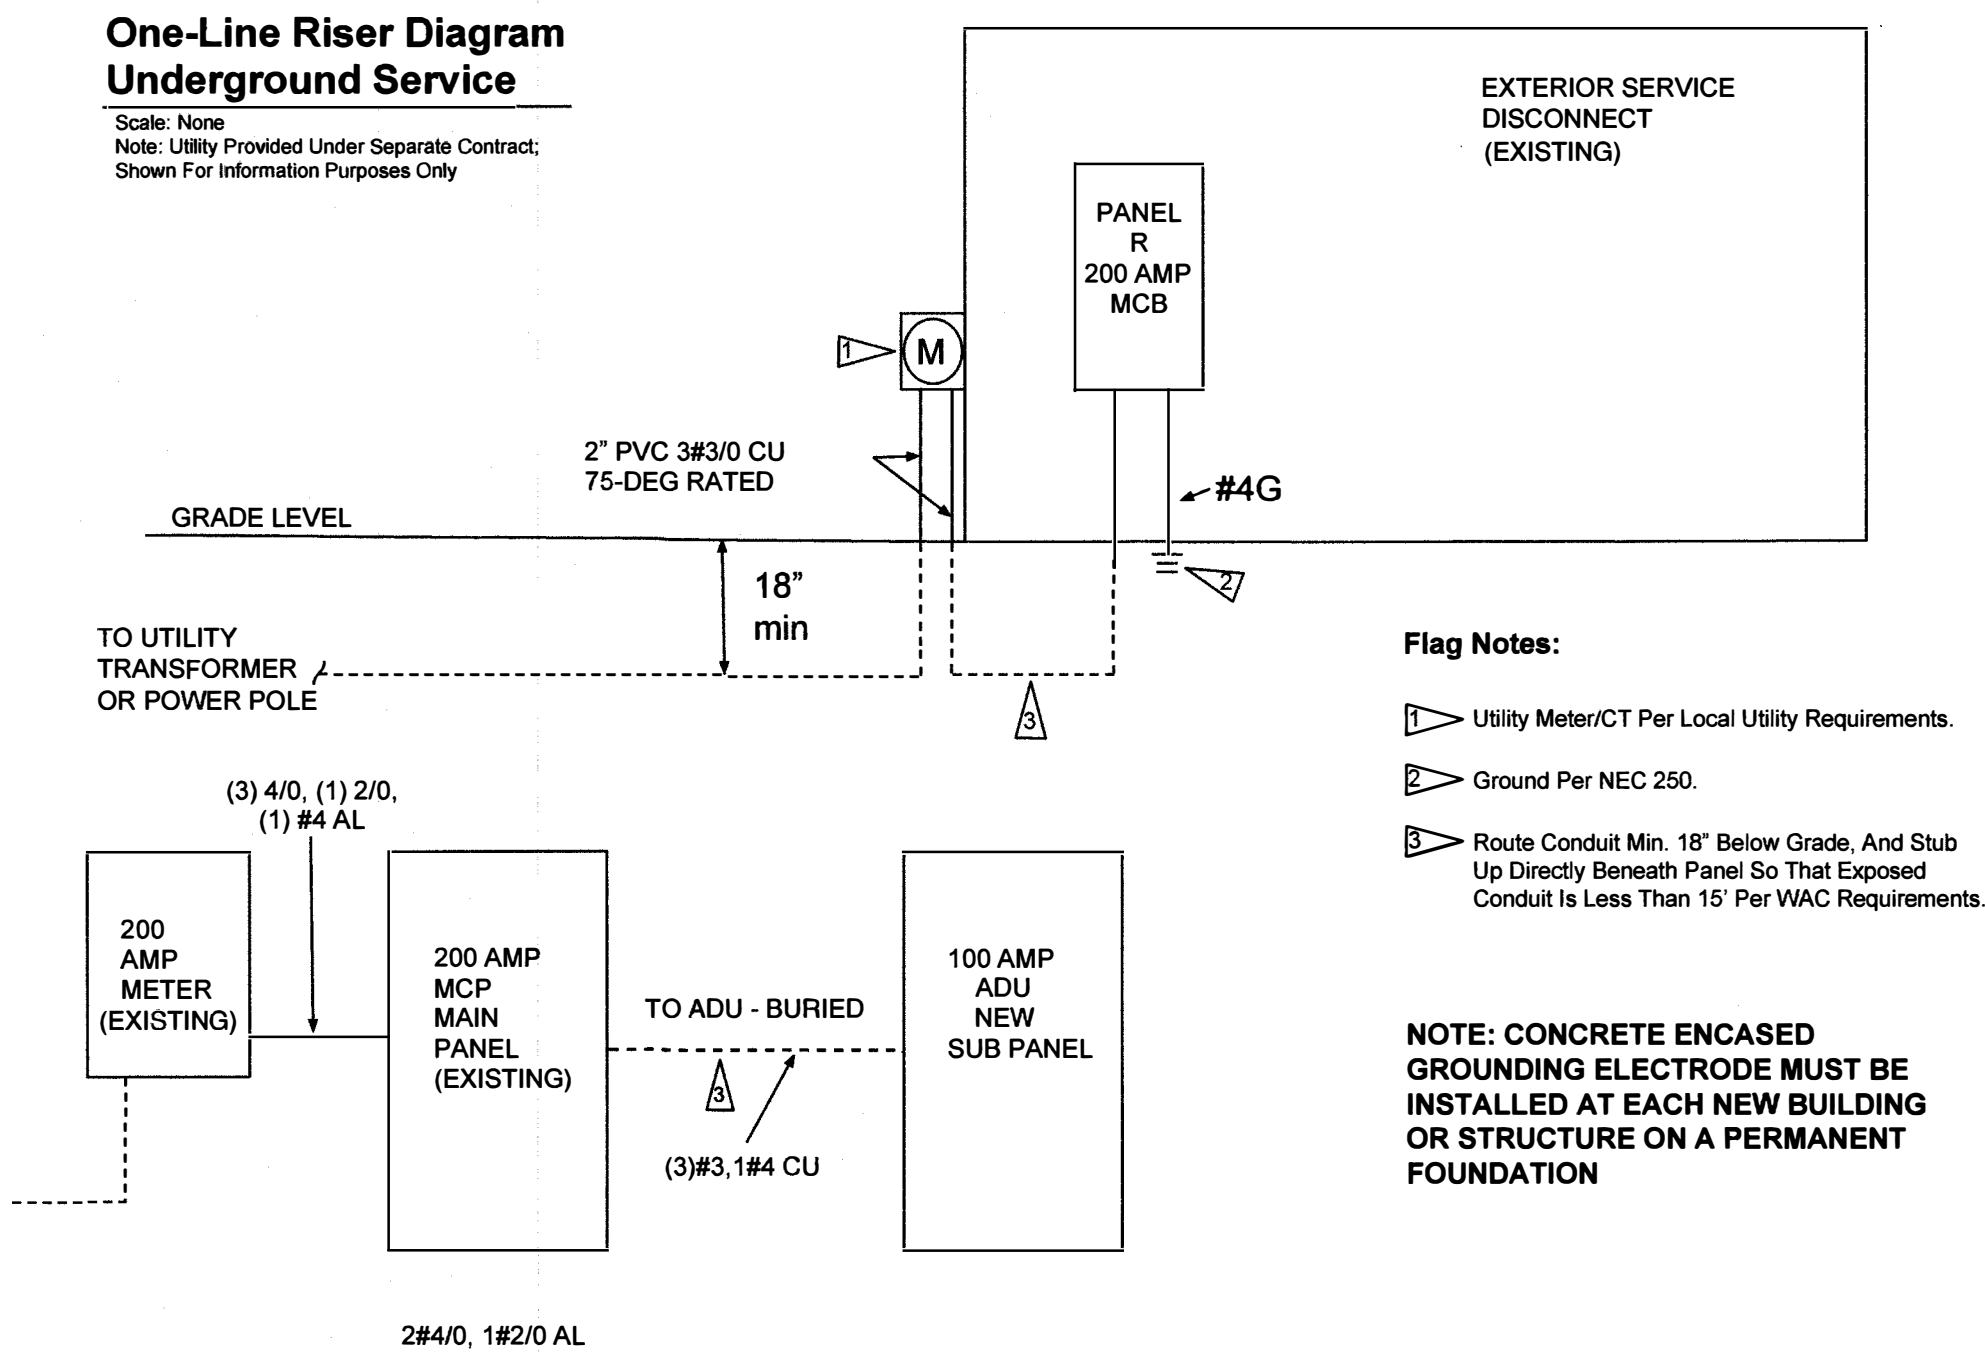 One-Line Riser Diagram
Underground Service
Scale: None
Note: Utility Provided Under Separate Contract;
Shown For Information Purposes Only
EXTERIOR SERVICE
DISCONNECT
(EXISTING)
PANEL
R
200 AMP
MCB
1
M
2” PVC 3#3/0 CU
75-DEG RATED
#4G
GRADE LEVEL
18”
min
2
TO UTILITY
TRANSFORMER
OR POWER POLE
3
Flag Notes:
1 Utility Meter/CT Per Local Utility Requirements.
2 Ground Per NEC 250.
3 Route Conduit Min. 18” Below Grade, And Stub
Up Directly Beneath Panel So That Exposed
Conduit Is Less Than 15’ Per WAC Requirements.
(3) 4/0, (1) 2/0,
(1) #4 AL
200
AMP
METER
(EXISTING)
200 AMP
MCP
MAIN
PANEL
(EXISTING)
TO ADU - BURIED
3
(3)#3,1#4 CU
100 AMP
ADU
NEW
SUB PANEL
NOTE: CONCRETE ENCASED
GROUNDING ELECTRODE MUST BE
INSTALLED AT EACH NEW BUILDING
OR STRUCTURE ON A PERMANENT
FOUNDATION
2#4/0, 1#2/0 AL